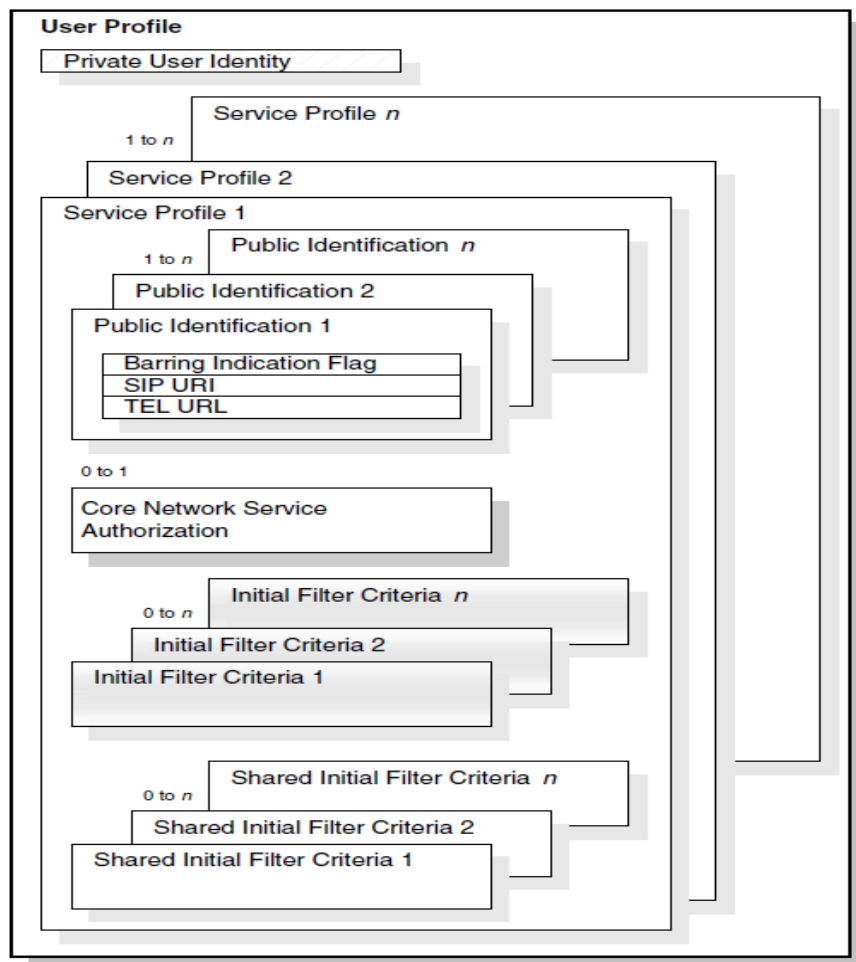 User Profile
Private User Identity
Service Profile n
1 to n
Service Profile 2
Service Profile 1
Public Identification n
1 to n
Public Identification 2
Public Identification 1
Barring Indication Flag
SIP URI
TEL URL
0 to 1
Core Network Service
Authorization
Initial Filter Criteria n
0 to n
Initial Filter Criteria 2
Initial Filter Criteria 1
Shared Initial Filter Criteria n
0 to n
Shared Initial Filter Criteria 2
Shared Initial Filter Criteria 1